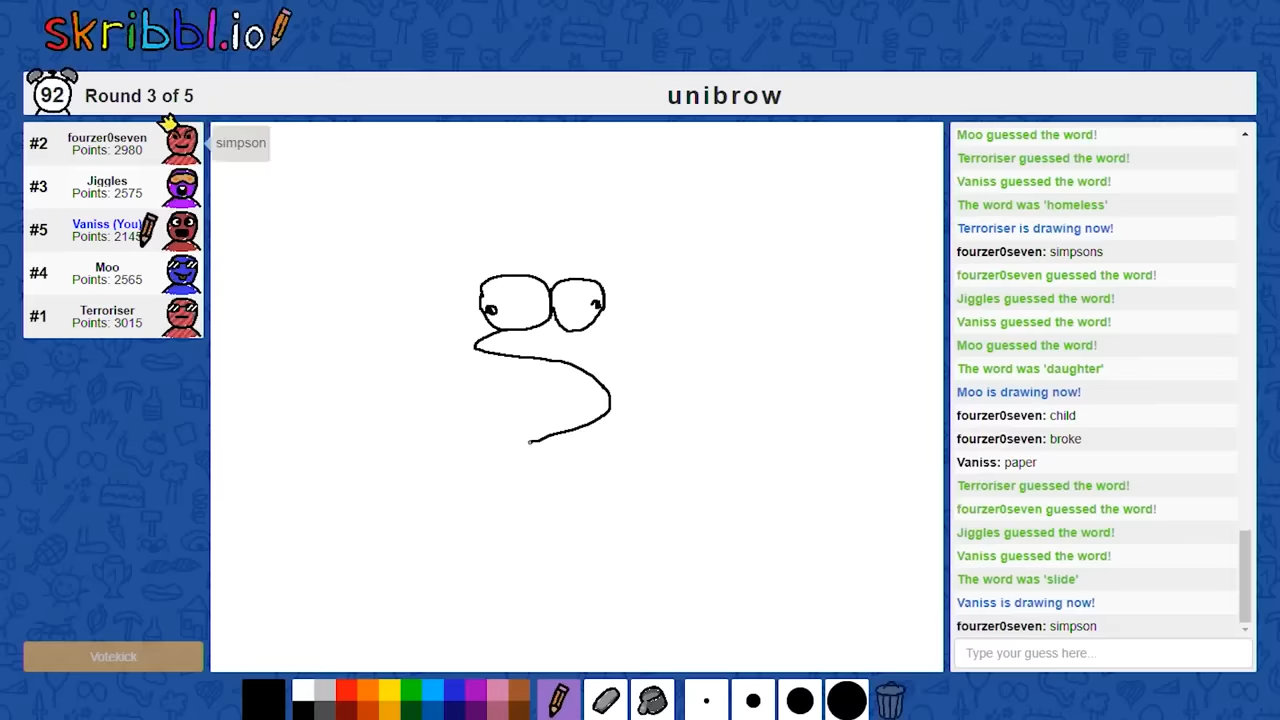 skribbl.io
92
Round 3 of 5
unibrow
#2
fourzer0seven
Points: 2980
simpson
#3
Jiggles
Points: 2575
#5
Vaniss (You)
Points: 2145
#4
Moo
Points: 2565
#1
Terroriser
Points: 3015
Votekick
Moo guessed the word!
Terroriser guessed the word!
Vaniss guessed the word!
The word was 'homeless'
Terroriser is drawing now!
fourzer0seven: simpsons
fourzer0seven guessed the word!
Jiggles guessed the word!
Vaniss guessed the word!
Moo guessed the word!
The word was 'daughter'
Moo is drawing now!
fourzer0seven: child
fourzer0seven: broke
Vaniss: paper
Terroriser guessed the word!
fourzer0seven guessed the word!
Jiggles guessed the word!
Vaniss guessed the word!
The word was 'slide'
Vaniss is drawing now!
fourzer0seven: simpson
Type your guess here...